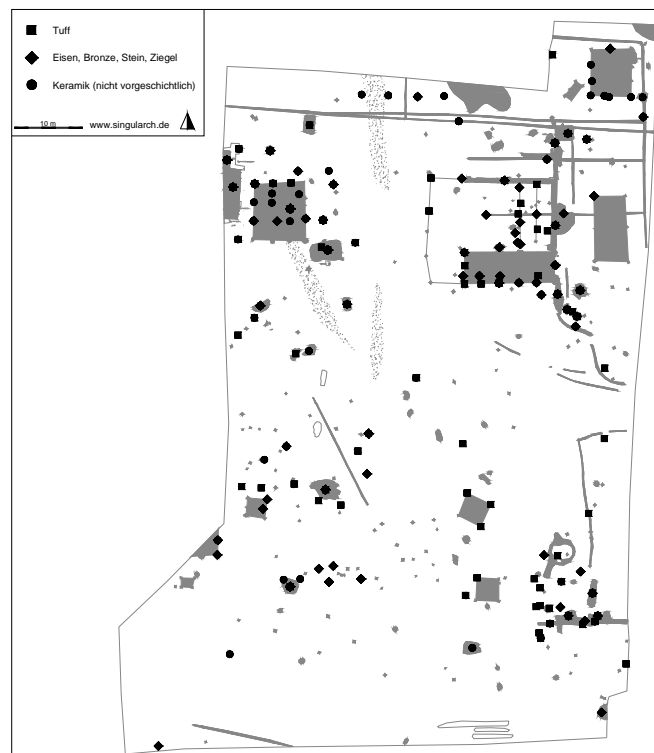 Tuff
Eisen, Bronze, Stein, Ziegel
Keramik (nicht vorgeschichtlich)
10 m www.singularch.de